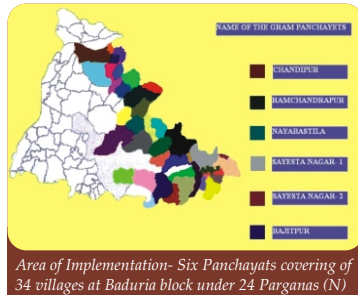 NAME OF THE GRAM PANCHAYETS
CHANDIPUR
RAMCHANDRAPUR
NAYABASTILA
SAYESTA NAGAR- 1
SAYESTA NAGAR- 2
BAJITPUR
Area of Implementation- Six Panchayats covering of
34 villages at Baduria block under 24 Parganas (N)